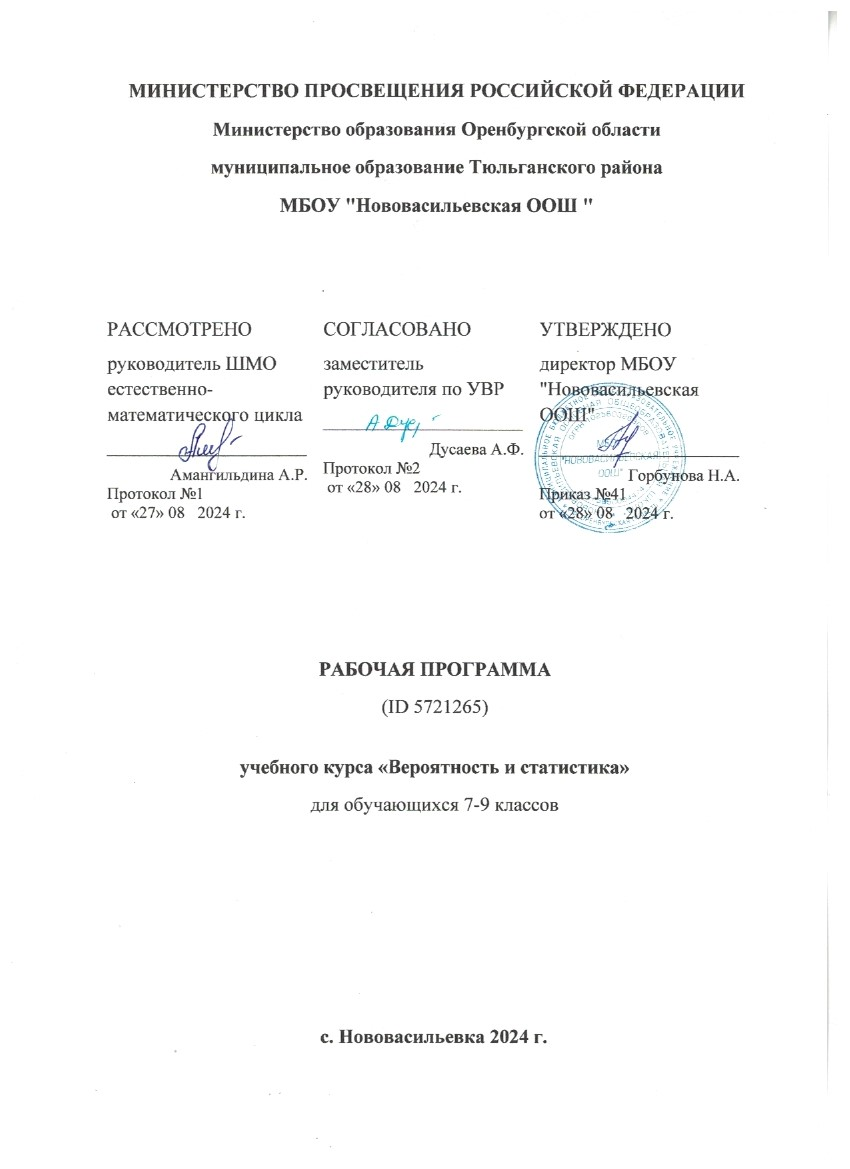 МИНИСТЕРСТВО ПРОСВЕЩЕНИЯ РОССИЙСКОЙ ФЕДЕРАЦИИ
Министерство образования Оренбургской области
муниципальное образование Тюльганского района
МБОУ "Нововасильевская ООШ "
РАССМОТРЕНО
руководитель ШМО
естественно-
математического цикла
Амангильдина А.Р.
Протокол №1
от «27» 08 2024 г.
СОГЛАСОВАНО
заместитель
руководителя по УВР
Дусаева А.Ф.
Протокол №2
от «28» 08 2024 г.
УТВЕРЖДЕНО
директор МБОУ
"Нововасильевская
ООШ"
Горбунова Н.А.
Приказ №41
от «28» 08 2024 г.
РАБОЧАЯ ПРОГРАММА
(ID 5721265)
учебного курса «Вероятность и статистика»
для обучающихся 7-9 классов
с. Нововасильевка 2024 г.